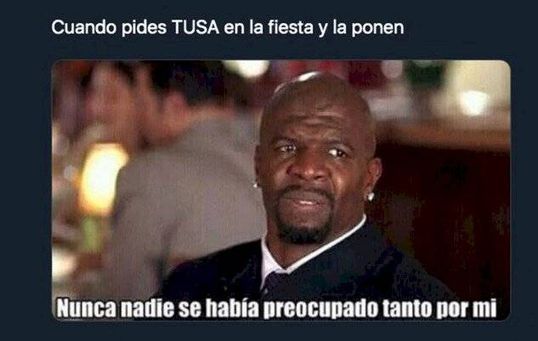 Cuando pides TUSA en la fiesta y la ponen
Nunca nadie se había preocupado tanto por mi